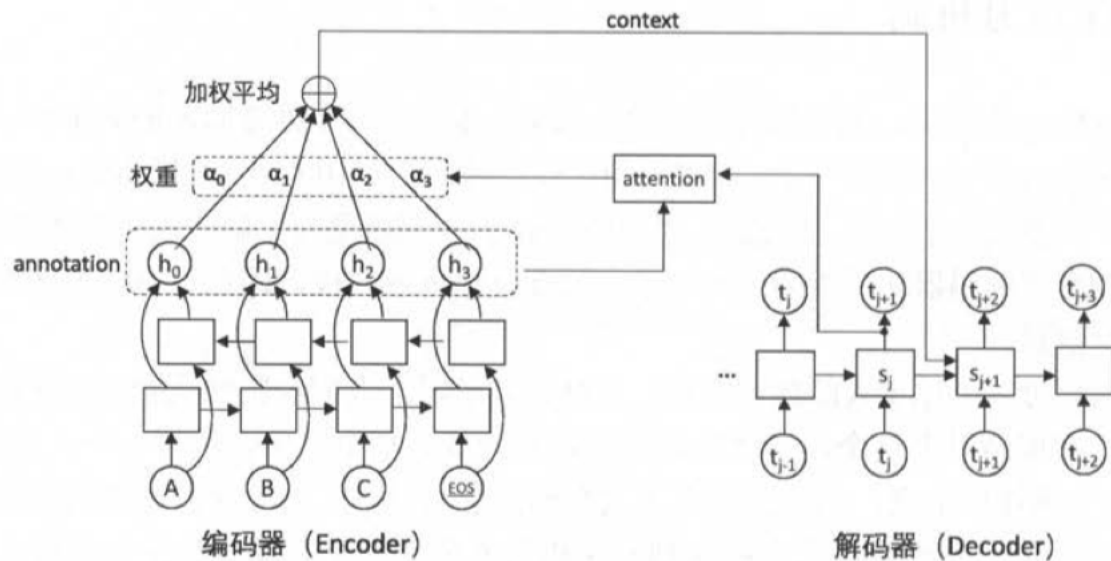 context
加权平均
权重 α₀ α₁ α₂ α₃
attention
annotation h₀ h₁ h₂ h₃
tⱼ tⱼ₊₁ tⱼ₊₂ tⱼ₊₃
... sⱼ sⱼ₊₁
tⱼ₋₁ tⱼ tⱼ₊₁ tⱼ₊₂
A B C EOS
编码器（Encoder） 解码器（Decoder）